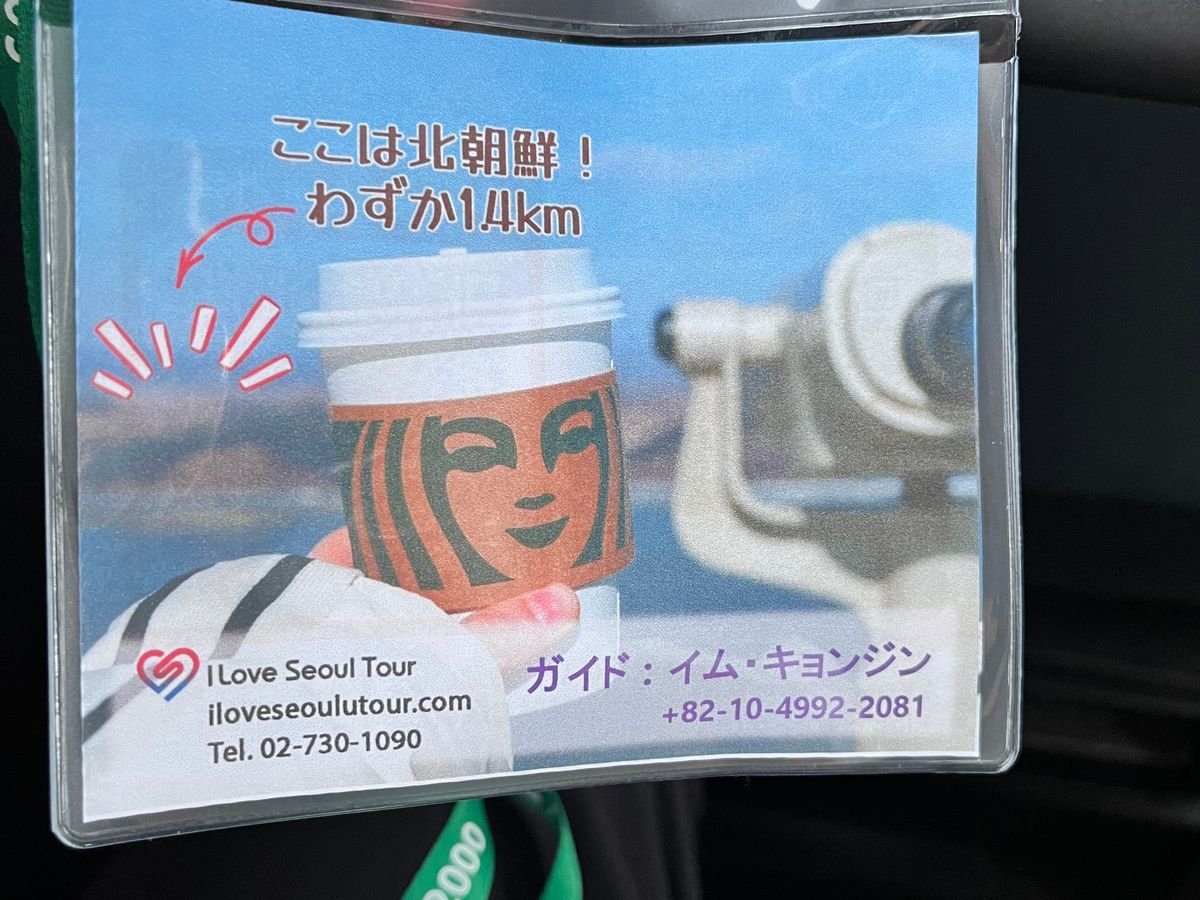 ここは北朝鮮！
わずか1.4km
I Love Seoul Tour
iloveseoulutour.com
Tel. 02-730-1090
ガイド : イム・キョンジン
+82-10-4992-2081